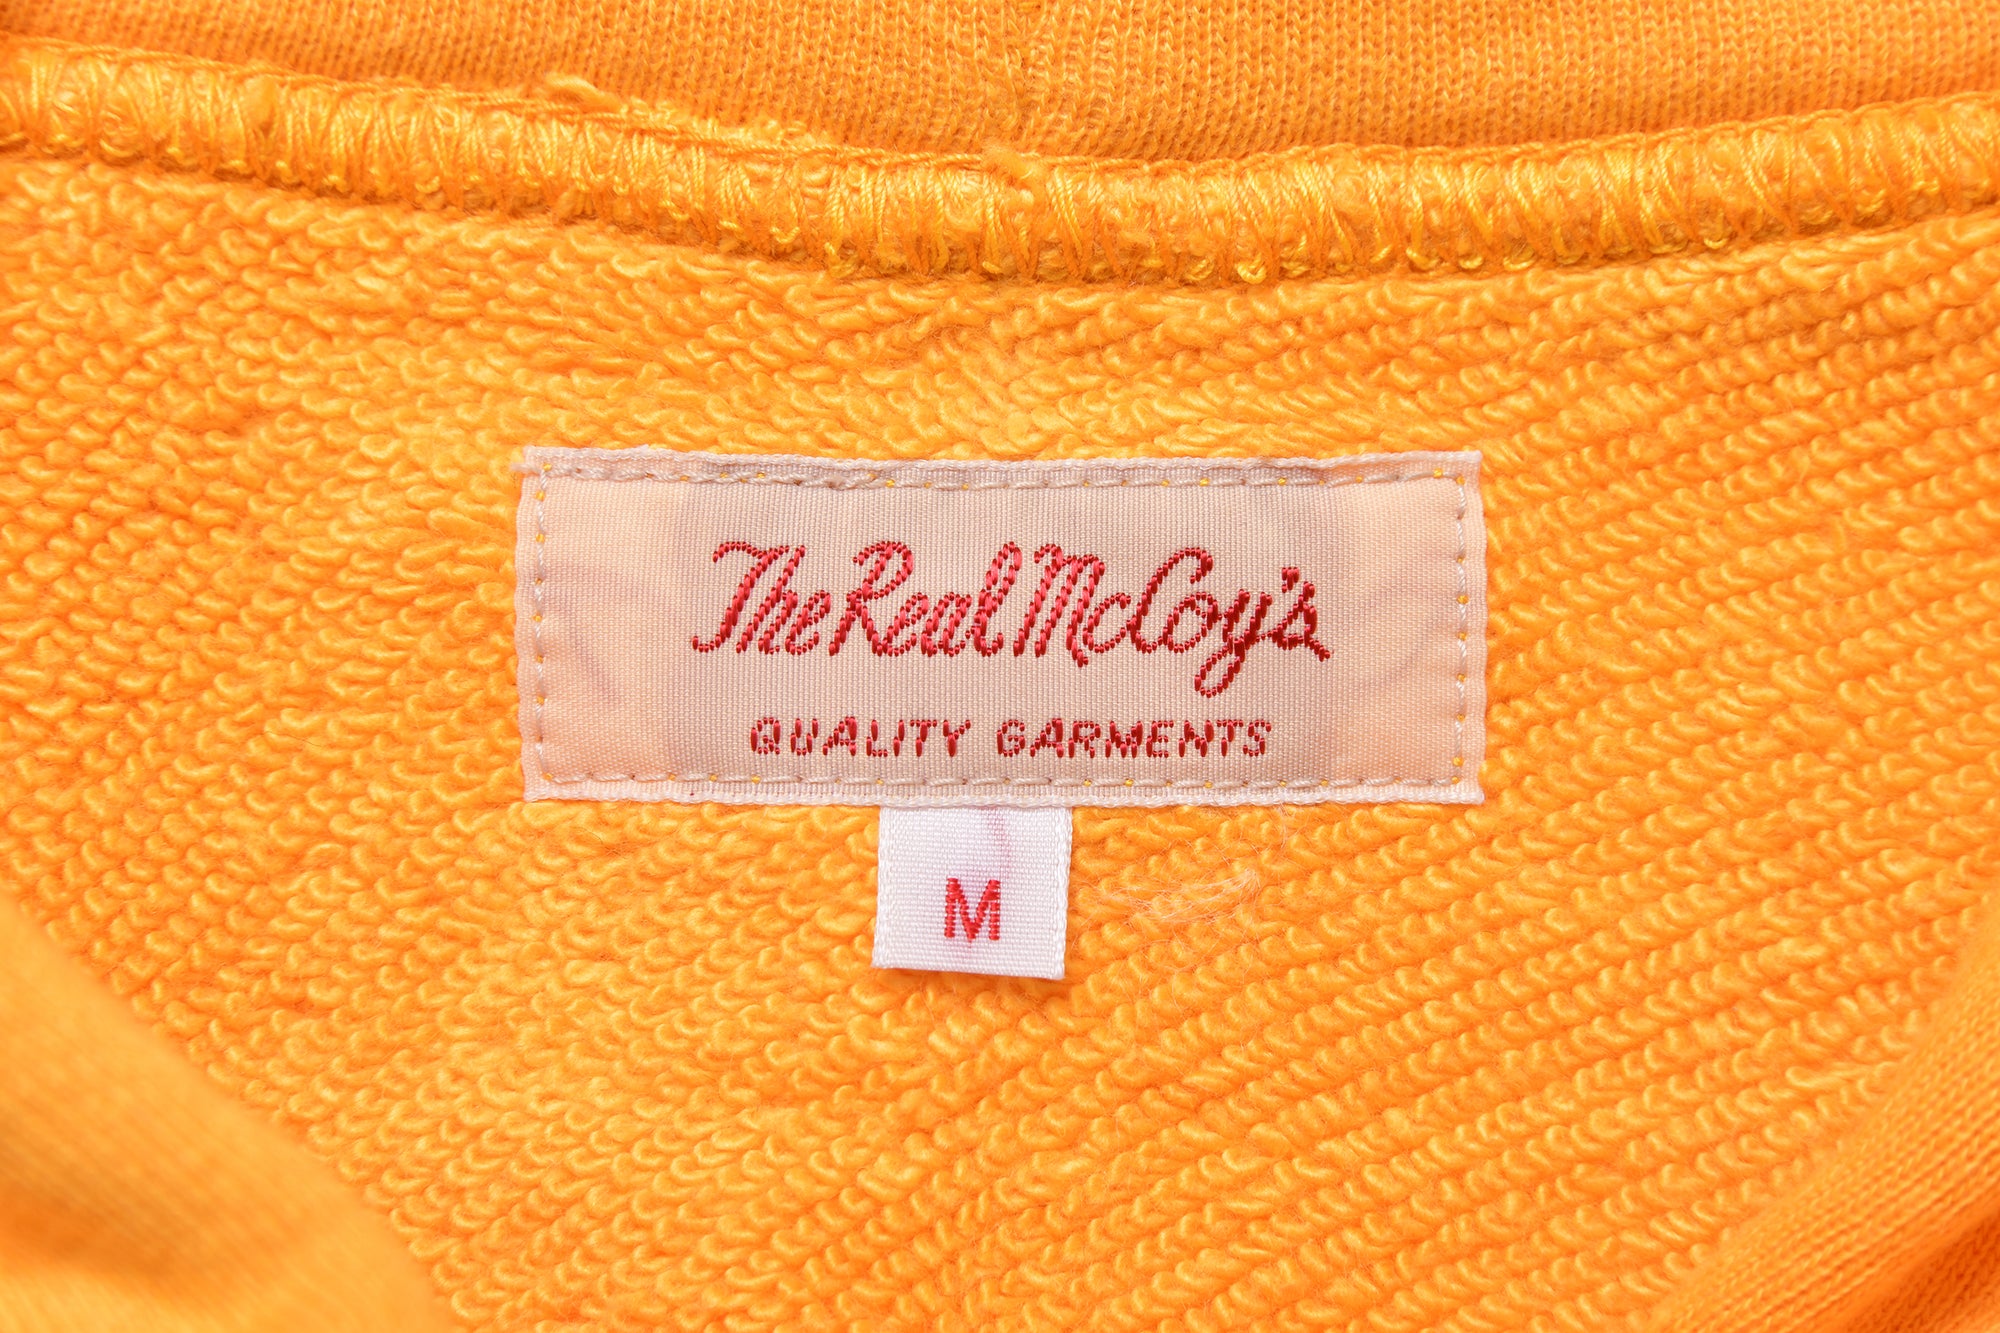 The Real McCoy's
QUALITY GARMENTS
M